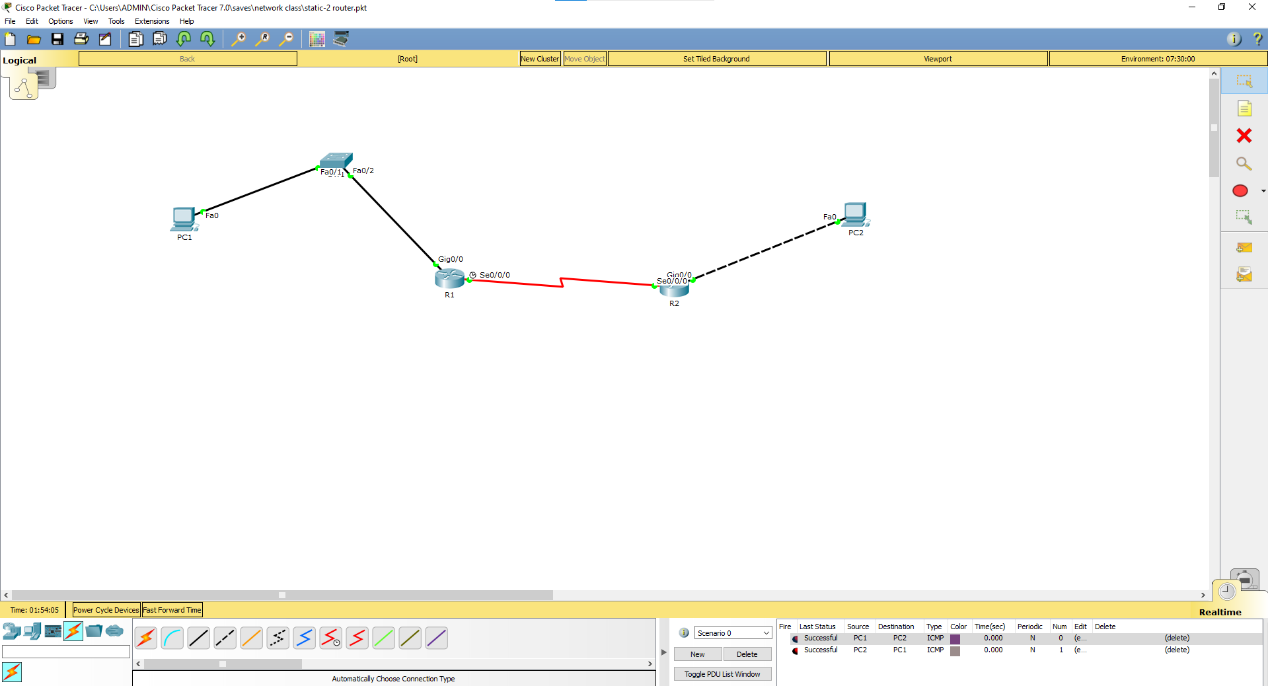 Cisco Packet Tracer - C:\Users\ADMIN\Cisco Packet Tracer 7.0\saves\network class\static-2 router.pkt
File Edit Options View Tools Extensions Help
Logical Back [Root] New Cluster Move Object Set Tiled Background Viewport Environment: 07:30:00
Fa0/1 Fa0/2
Fa0
PC1
Fa0
PC2
Gig0/0
Se0/0/0
R1
Gig0/0
Se0/0/0
R2
Time: 01:54:05 Power Cycle Devices Fast Forward Time Realtime
Automatically Choose Connection Type
Scenario 0
New Delete
Toggle PDU List Window
Fire Last Status Source Destination Type Color Time(sec) Periodic Num Edit Delete
Successful PC1 PC2 ICMP 0.000 N 0 (e... (delete)
Successful PC2 PC1 ICMP 0.000 N 1 (e... (delete)